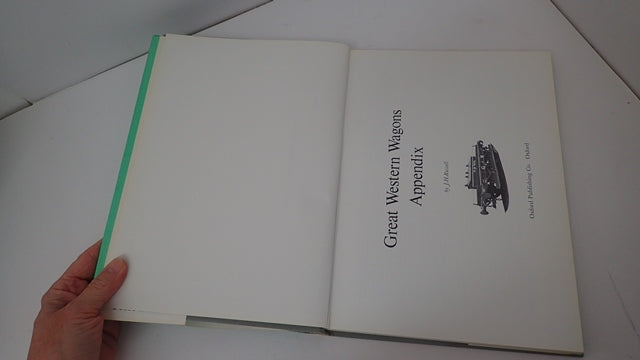 Great Western Wagons
Appendix
by J.H.Russell
Oxford Publishing Co. Oxford